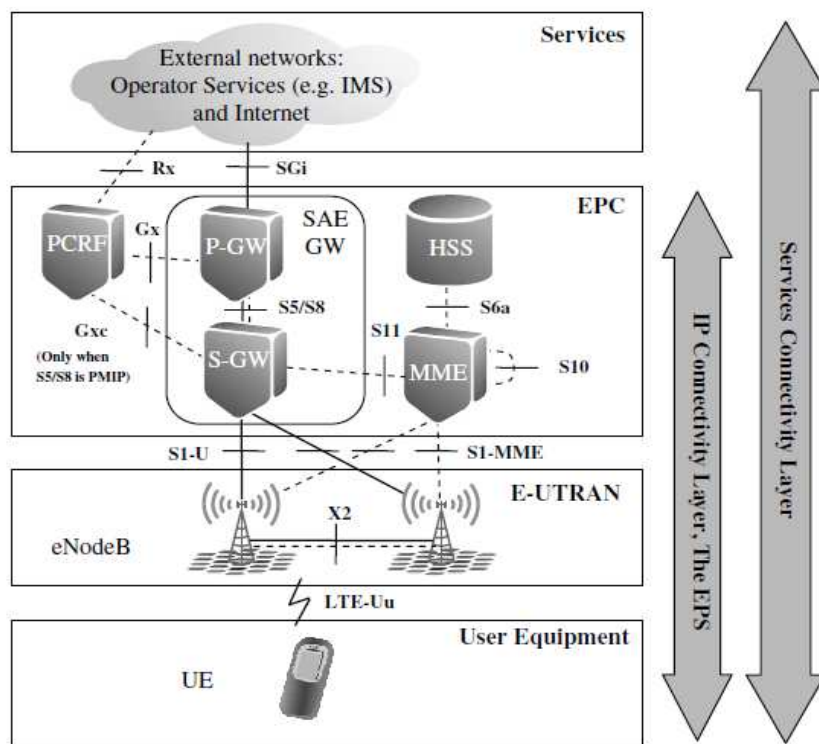 Services
External networks:
Operator Services (e.g. IMS)
and Internet
Rx
SGi
EPC
SAE
GW
PCRF
Gx
P-GW
HSS
S5/S8
S6a
Gxc
(Only when
S5/S8 is PMIP)
S-GW
S11
MME
S10
S1-U
S1-MME
E-UTRAN
X2
eNodeB
LTE-Uu
User Equipment
UE
IP Connectivity Layer, The EPS
Services Connectivity Layer